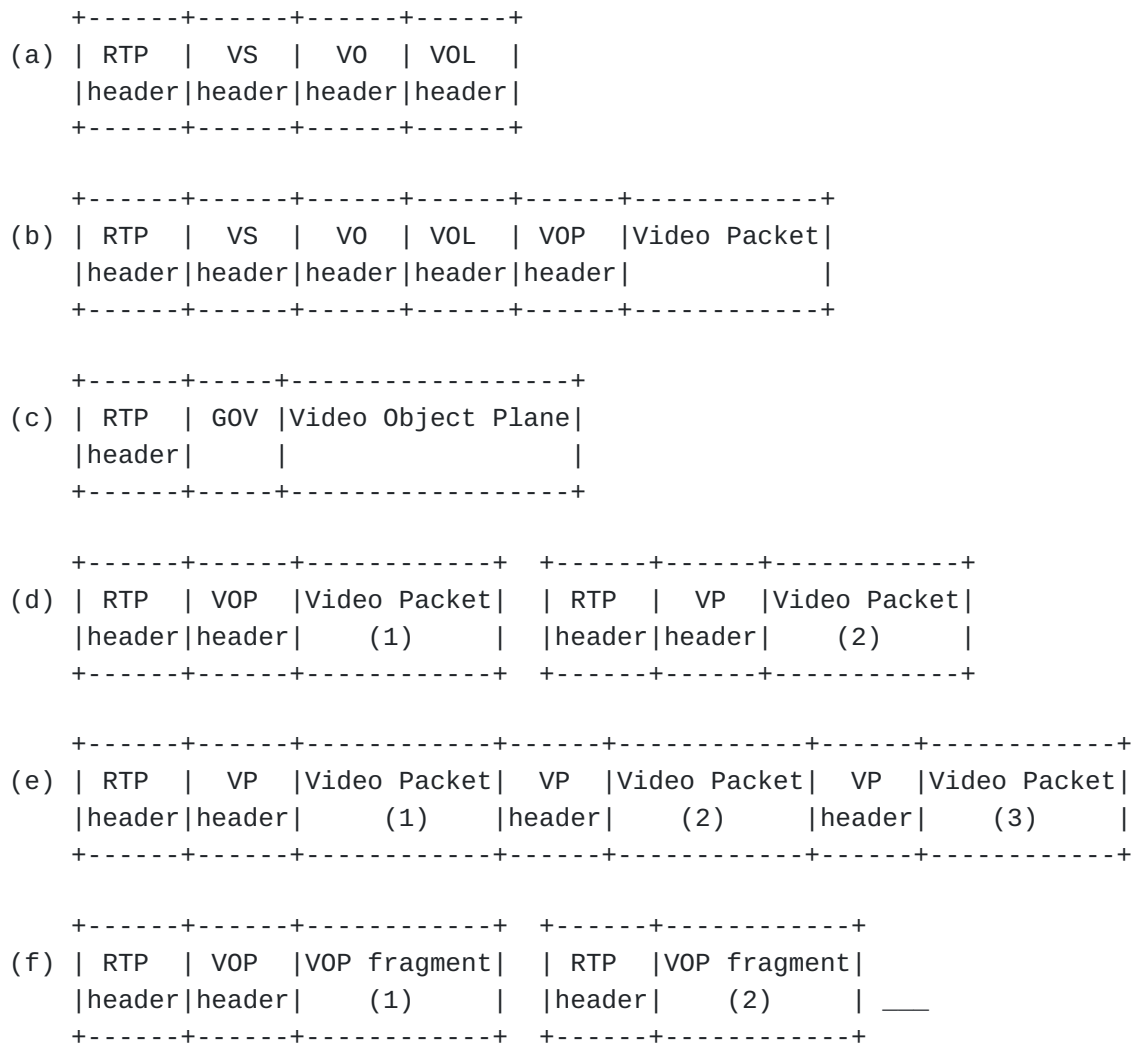 +------+------+------+------+
(a) | RTP  |  VS  |  VO  | VOL  |
    |header|header|header|header|
    +------+------+------+------+

    +------+------+------+------+------+------------+
(b) | RTP  |  VS  |  VO  | VOL  | VOP  |Video Packet|
    |header|header|header|header|header|            |
    +------+------+------+------+------+------------+

    +------+-----+------------------+
(c) | RTP  | GOV |Video Object Plane|
    |header|     |                  |
    +------+-----+------------------+

    +------+------+------------+  +------+------+------------+
(d) | RTP  | VOP  |Video Packet|  | RTP  |  VP  |Video Packet|
    |header|header|    (1)     |  |header|header|    (2)     |
    +------+------+------------+  +------+------+------------+

    +------+------+------------+------+------------+------+------------+
(e) | RTP  |  VP  |Video Packet|  VP  |Video Packet|  VP  |Video Packet|
    |header|header|     (1)    |header|    (2)     |header|    (3)     |
    +------+------+------------+------+------------+------+------------+

    +------+------+------------+  +------+------------+
(f) | RTP  | VOP  |VOP fragment|  | RTP  |VOP fragment|
    |header|header|    (1)     |  |header|    (2)     | ___
    +------+------+------------+  +------+------------+